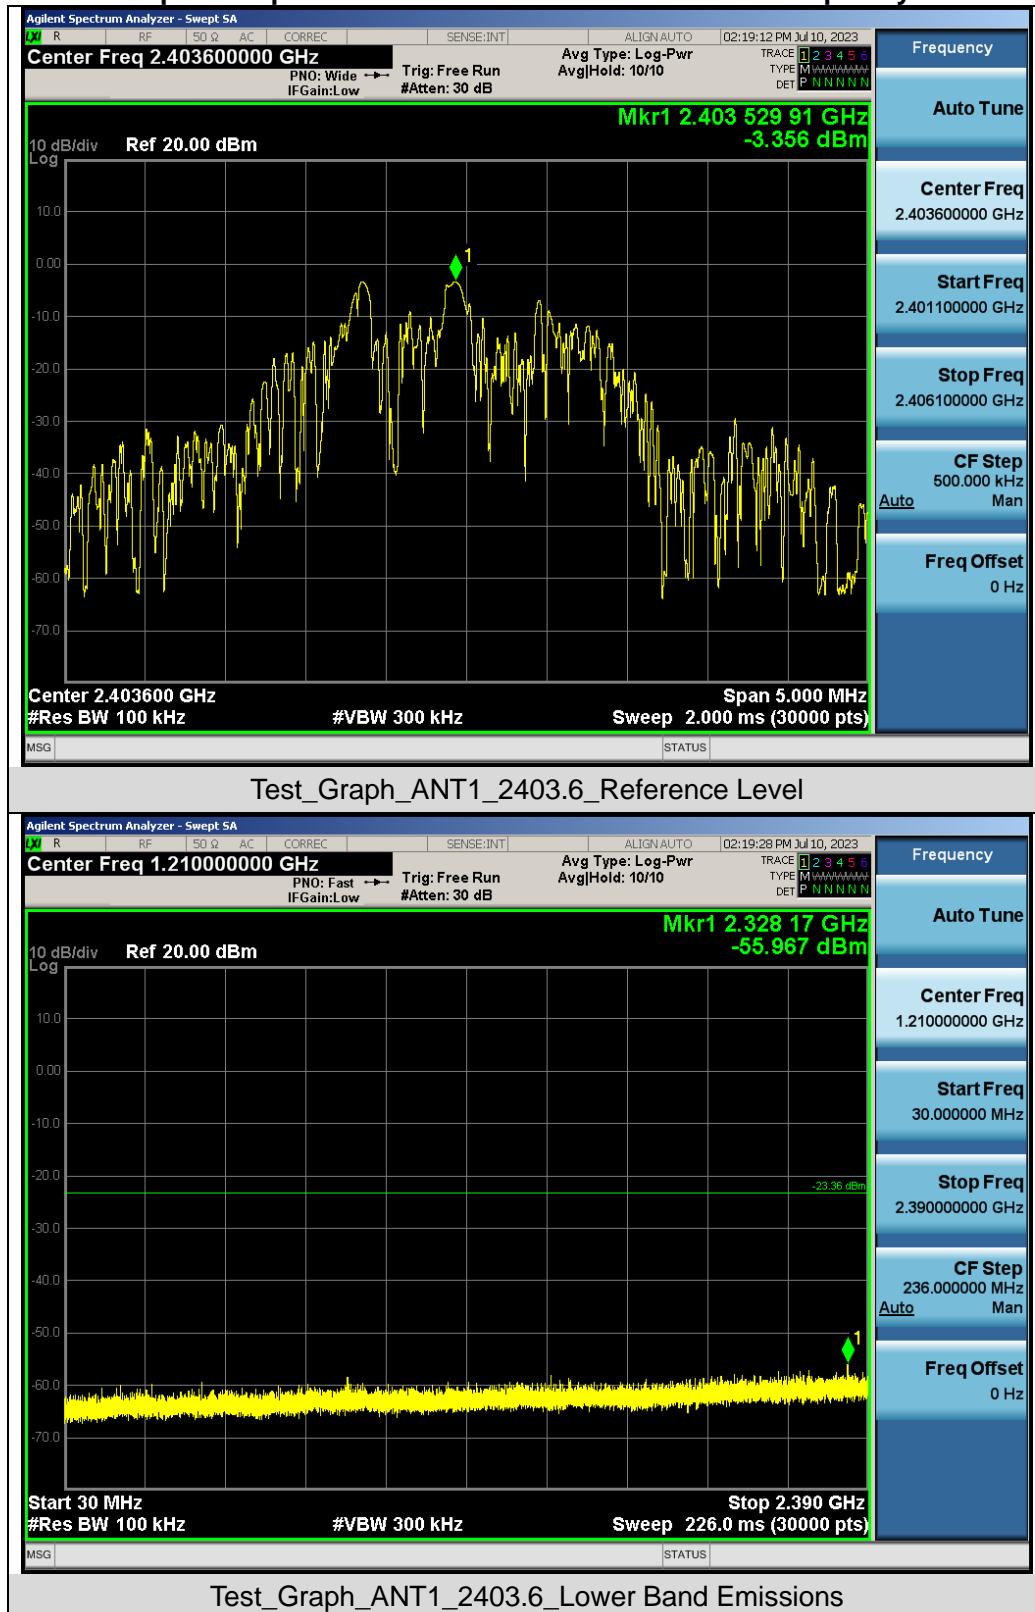 Agilent Spectrum Analyzer - Swept SA
LXI R RF 50 Ω AC CORREC SENSE:INT ALIGNAUTO 02:19:12 PM Jul 10, 2023
Center Freq 2.403600000 GHz
Avg Type: Log-Pwr
TRACE 1 2 3 4 5 6
PNO: Wide
Trig: Free Run
Avg|Hold: 10/10
TYPE M
IFGain:Low
#Atten: 30 dB
DET P N N N N N
Mkr1 2.403 529 91 GHz
-3.356 dBm
10 dB/div Ref 20.00 dBm
Log
10.0
0.00
-10.0
-20.0
-30.0
-40.0
-50.0
-60.0
-70.0
1
Center 2.403600 GHz
Span 5.000 MHz
#Res BW 100 kHz
#VBW 300 kHz
Sweep 2.000 ms (30000 pts)
MSG
STATUS
Frequency
Auto Tune
Center Freq
2.403600000 GHz
Start Freq
2.401100000 GHz
Stop Freq
2.406100000 GHz
CF Step
500.000 kHz
Auto Man
Freq Offset
0 Hz
Test_Graph_ANT1_2403.6_Reference Level
Agilent Spectrum Analyzer - Swept SA
LXI R RF 50 Ω AC CORREC SENSE:INT ALIGNAUTO 02:19:28 PM Jul 10, 2023
Center Freq 1.210000000 GHz
Avg Type: Log-Pwr
TRACE 1 2 3 4 5 6
PNO: Fast
Trig: Free Run
Avg|Hold: 10/10
TYPE M
IFGain:Low
#Atten: 30 dB
DET P N N N N N
Mkr1 2.328 17 GHz
-55.967 dBm
10 dB/div Ref 20.00 dBm
Log
10.0
0.00
-10.0
-20.0
-30.0
-40.0
-50.0
-60.0
-70.0
-23.36 dBm
1
Start 30 MHz
Stop 2.390 GHz
#Res BW 100 kHz
#VBW 300 kHz
Sweep 226.0 ms (30000 pts)
MSG
STATUS
Frequency
Auto Tune
Center Freq
1.210000000 GHz
Start Freq
30.000000 MHz
Stop Freq
2.390000000 GHz
CF Step
236.000000 MHz
Auto Man
Freq Offset
0 Hz
Test_Graph_ANT1_2403.6_Lower Band Emissions